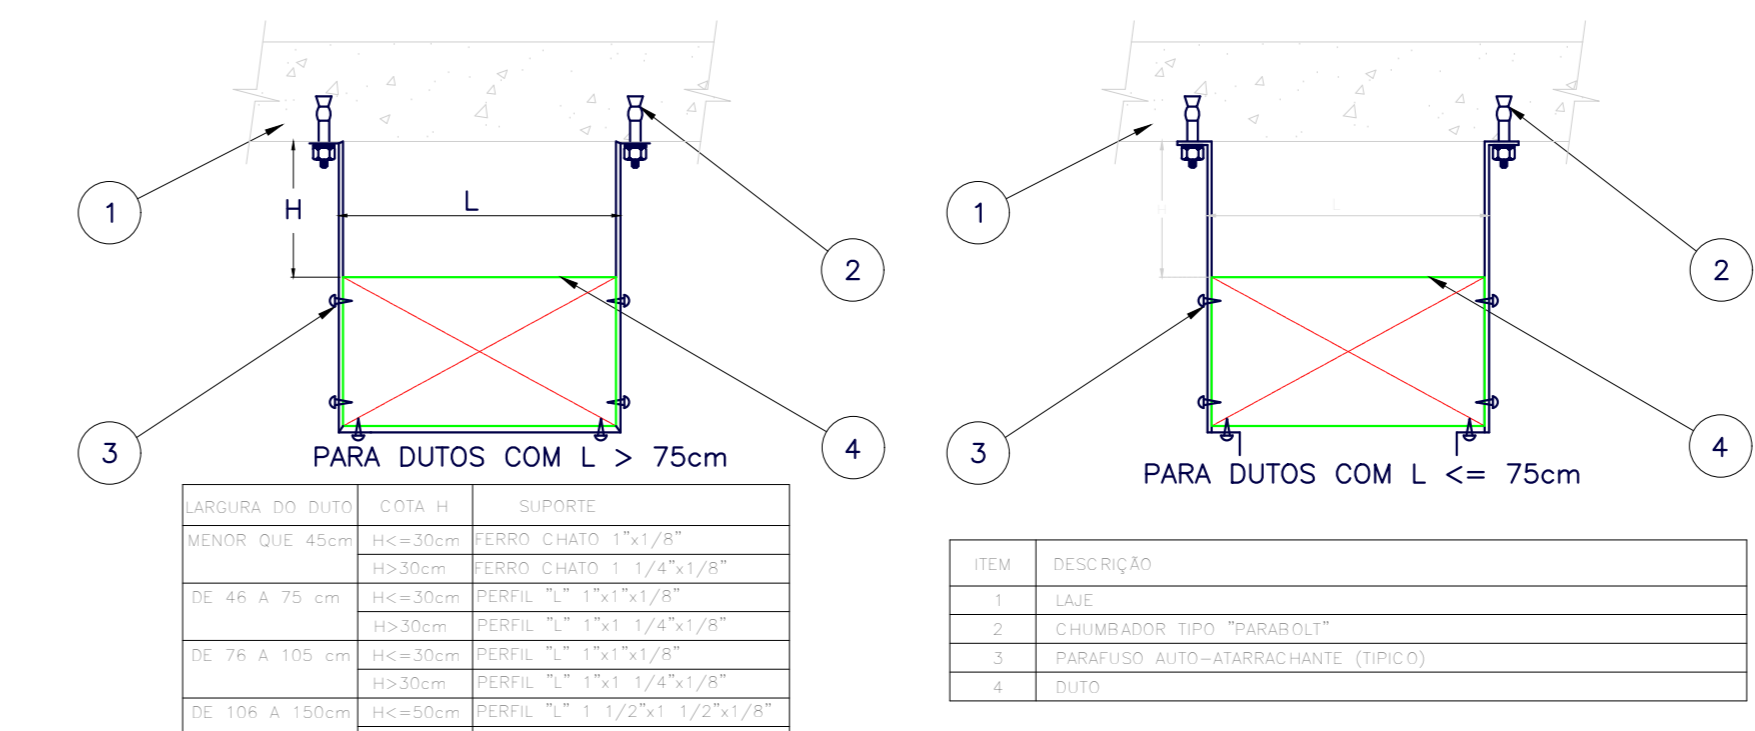 1
H
L
2
3
4
PARA DUTOS COM L > 75cm
LARGURA DO DUTO COTA H SUPORTE
MENOR QUE 45cm H<=30cm FERRO CHATO 1"x1/8"
H>30cm FERRO CHATO 1 1/4"x1/8"
DE 46 A 75 cm H<=30cm PERFIL "L" 1"x1"x1/8"
H>30cm PERFIL "L" 1"x1 1/4"x1/8"
DE 76 A 105 cm H<=30cm PERFIL "L" 1"x1"x1/8"
H>30cm PERFIL "L" 1"x1 1/4"x1/8"
DE 106 A 150cm H<=50cm PERFIL "L" 1 1/2"x1 1/2"x1/8"
1
H
L
2
3
4
PARA DUTOS COM L <= 75cm
ITEM DESCRIÇÃO
1 LAJE
2 CHUMBADOR TIPO "PARABOLT"
3 PARAFUSO AUTO-ATARRACHANTE (TIPICO)
4 DUTO